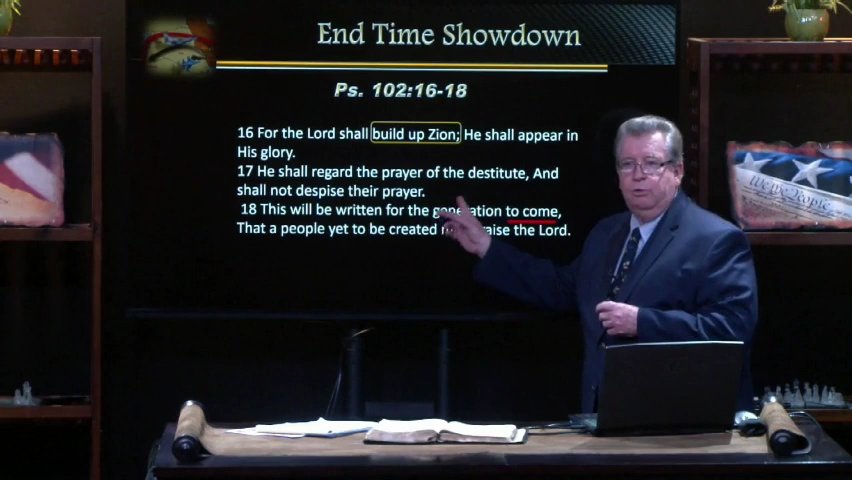 End Time Showdown
Ps. 102:16-18
16 For the Lord shall build up Zion; He shall appear in
His glory.
17 He shall regard the prayer of the destitute, And
shall not despise their prayer.
18 This will be written for the generation to come,
That a people yet to be created praise the Lord.
We the People